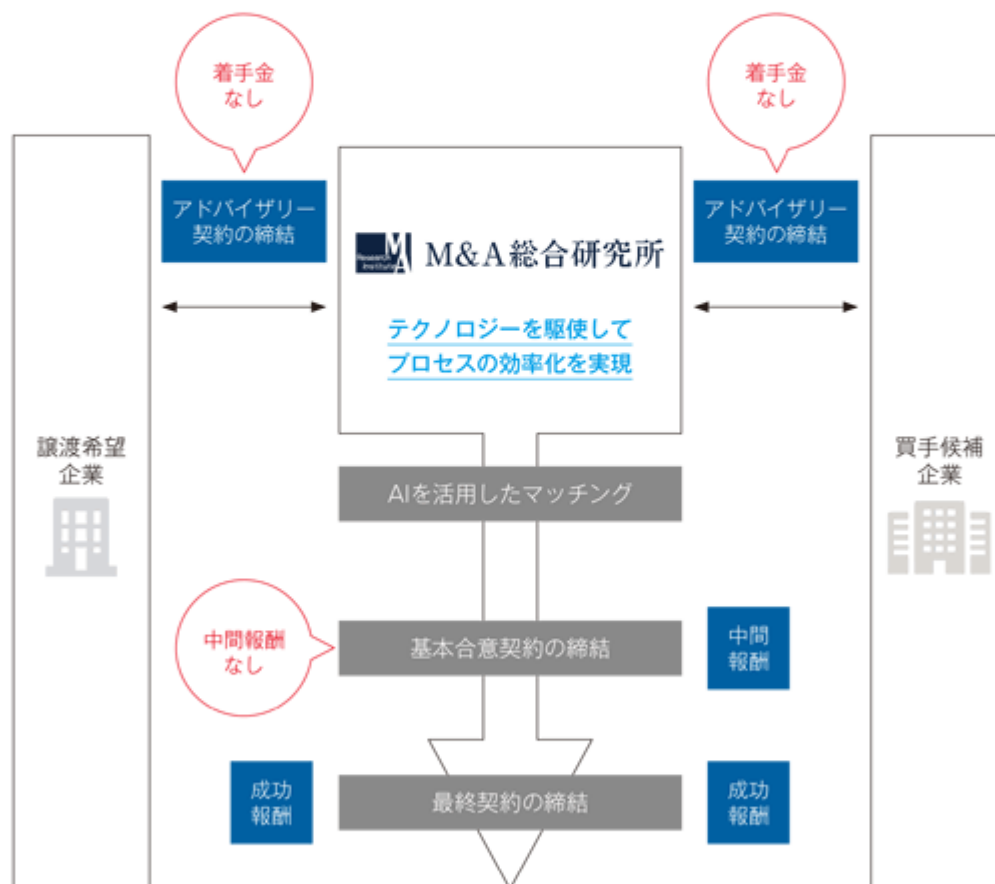 着手金
なし
着手金
なし
アドバイザリー
契約の締結
アドバイザリー
契約の締結
Research
Institute
M
A
M&A総合研究所
テクノロジーを駆使して
プロセスの効率化を実現
譲渡希望
企業
買手候補
企業
AIを活用したマッチング
中間報酬
なし
基本合意契約の締結
中間
報酬
成功
報酬
最終契約の締結
成功
報酬